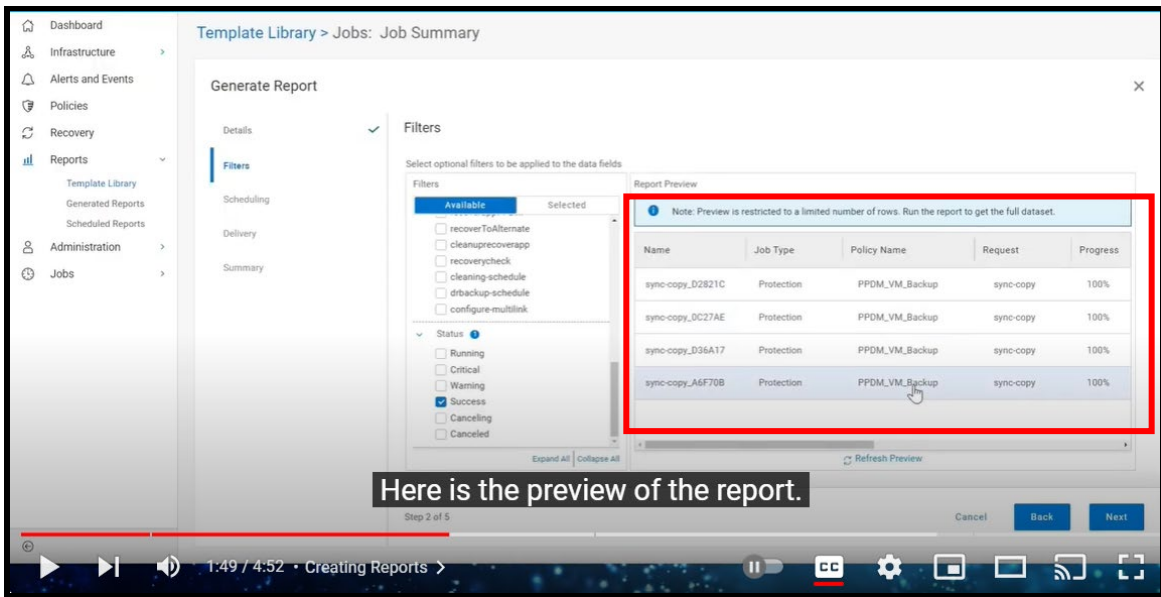 Dashboard
Infrastructure
Alerts and Events
Policies
Recovery
Reports
Template Library
Generated Reports
Scheduled Reports
Administration
Jobs
Template Library > Jobs: Job Summary
Generate Report
Details
Filters
Scheduling
Delivery
Summary
Filters
Select optional filters to be applied to the data fields
Filters
Available Selected
recoverToAlternate
cleanuprecoverapp
recoverycheck
cleaning-schedule
drbackup-schedule
configure-multilink
Status
Running
Critical
Warning
Success
Canceling
Canceled
Expand All Collapse All
Report Preview
Note: Preview is restricted to a limited number of rows. Run the report to get the full dataset.
Name Job Type Policy Name Request Progress
sync-copy_D2821C Protection PPDM_VM_Backup sync-copy 100%
sync-copy_0C27AE Protection PPDM_VM_Backup sync-copy 100%
sync-copy_D36A17 Protection PPDM_VM_Backup sync-copy 100%
sync-copy_A6F70B Protection PPDM_VM_Backup sync-copy 100%
Refresh Preview
Here is the preview of the report.
Step 2 of 5
Cancel Back Next
1:49 / 4:52 • Creating Reports >
CC